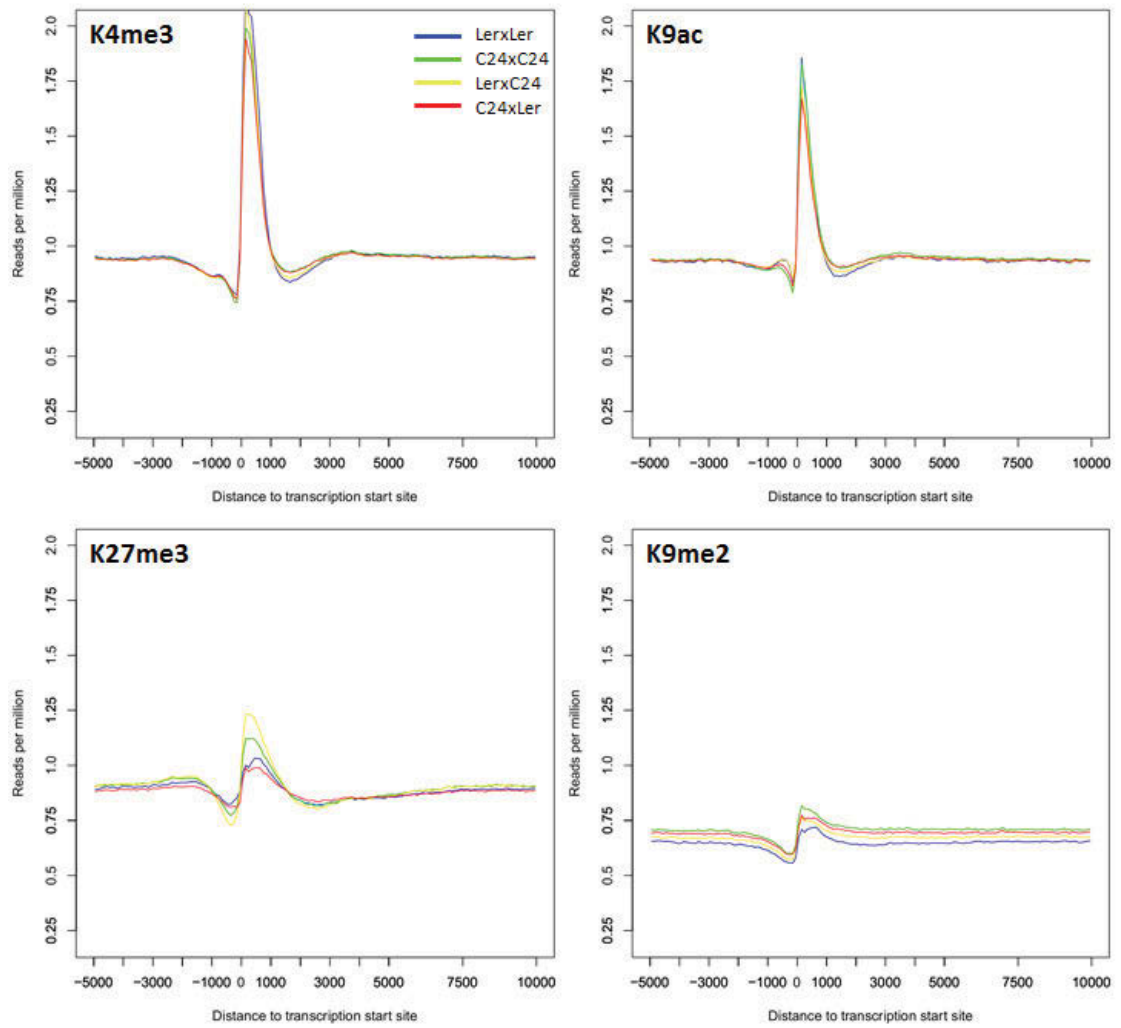 K4me3
LerxLer
C24xC24
LerxC24
C24xLer
Reads per million
2.0
1.75
1.5
1.25
1.0
0.75
0.5
0.25
−5000 −3000 −1000 0 1000 3000 5000 7500 10000
Distance to transcription start site
K9ac
Reads per million
2.0
1.75
1.5
1.25
1.0
0.75
0.5
0.25
−5000 −3000 −1000 0 1000 3000 5000 7500 10000
Distance to transcription start site
K27me3
Reads per million
2.0
1.75
1.5
1.25
1.0
0.75
0.5
0.25
−5000 −3000 −1000 0 1000 3000 5000 7500 10000
Distance to transcription start site
K9me2
Reads per million
2.0
1.75
1.5
1.25
1.0
0.75
0.5
0.25
−5000 −3000 −1000 0 1000 3000 5000 7500 10000
Distance to transcription start site